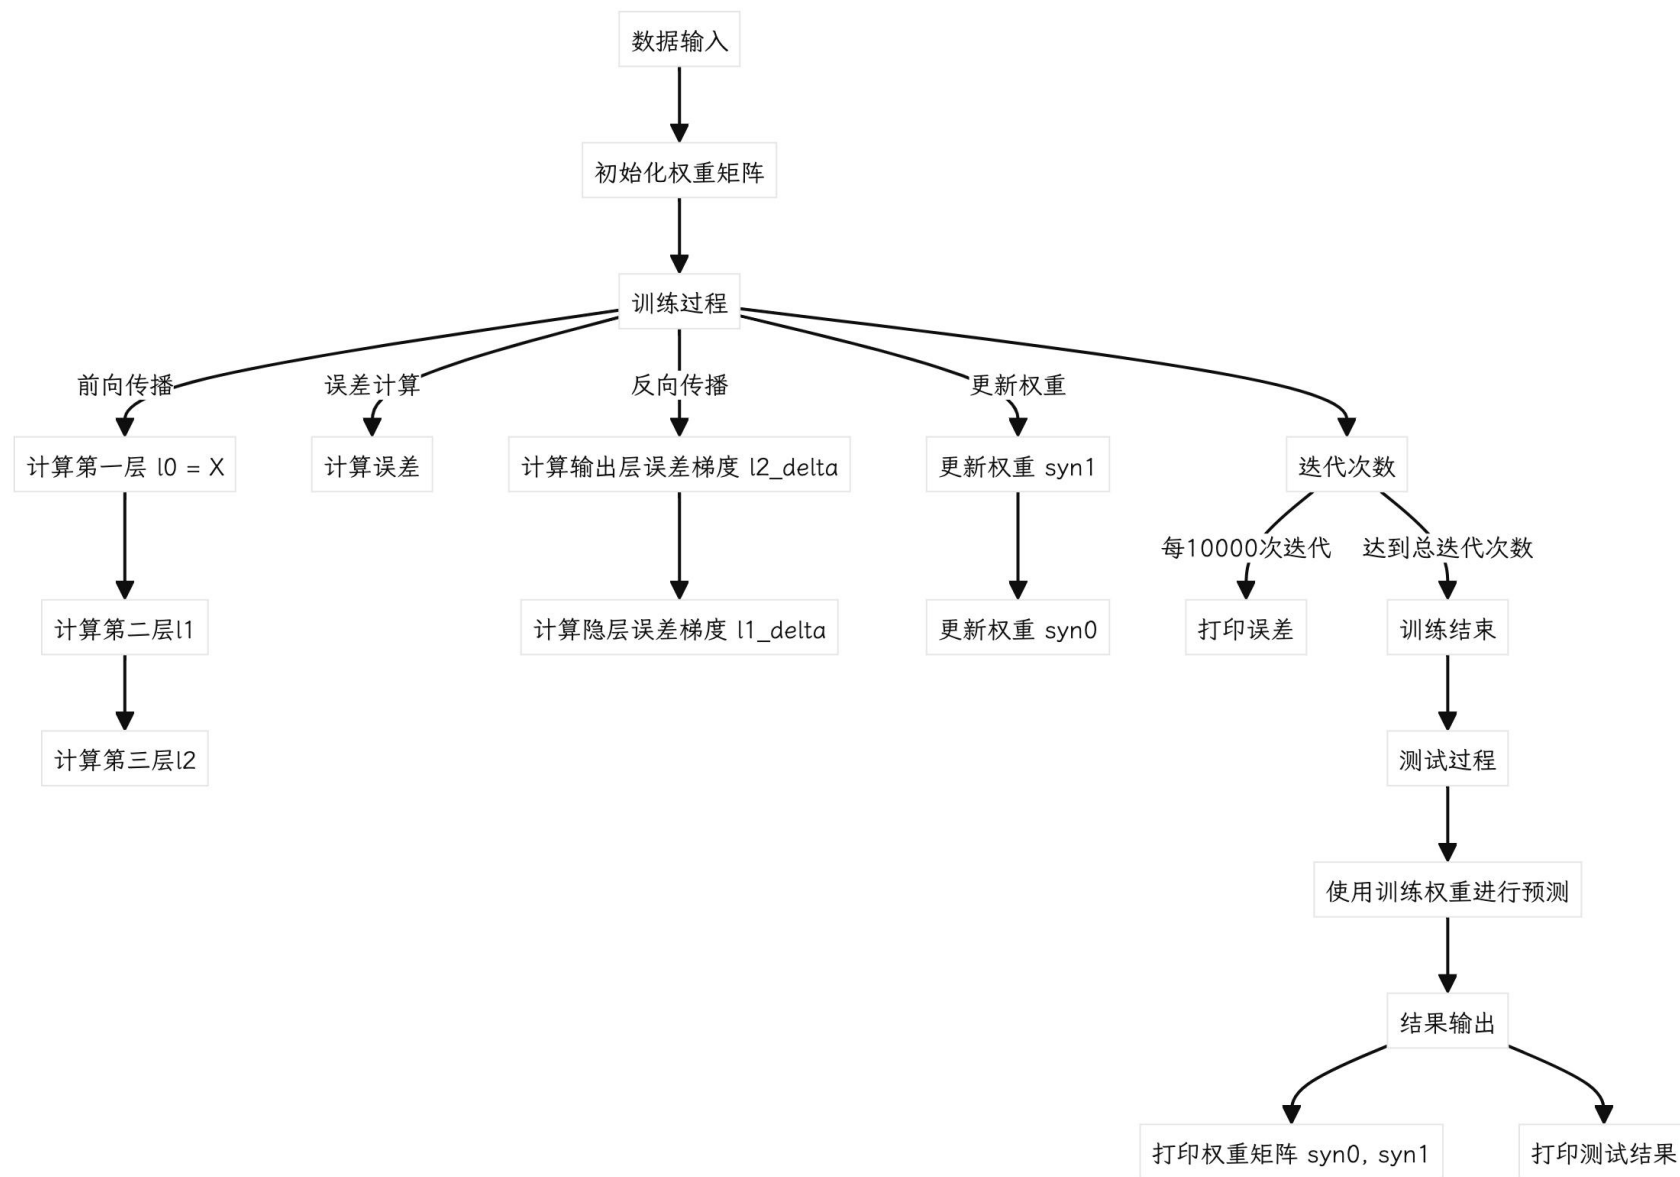 数据输入
初始化权重矩阵
训练过程
前向传播
误差计算
反向传播
更新权重
计算第一层 l0 = X
计算误差
计算输出层误差梯度 l2_delta
更新权重 syn1
迭代次数
每10000次迭代
达到总迭代次数
计算第二层l1
计算隐层误差梯度 l1_delta
更新权重 syn0
打印误差
训练结束
计算第三层l2
测试过程
使用训练权重进行预测
结果输出
打印权重矩阵 syn0, syn1
打印测试结果